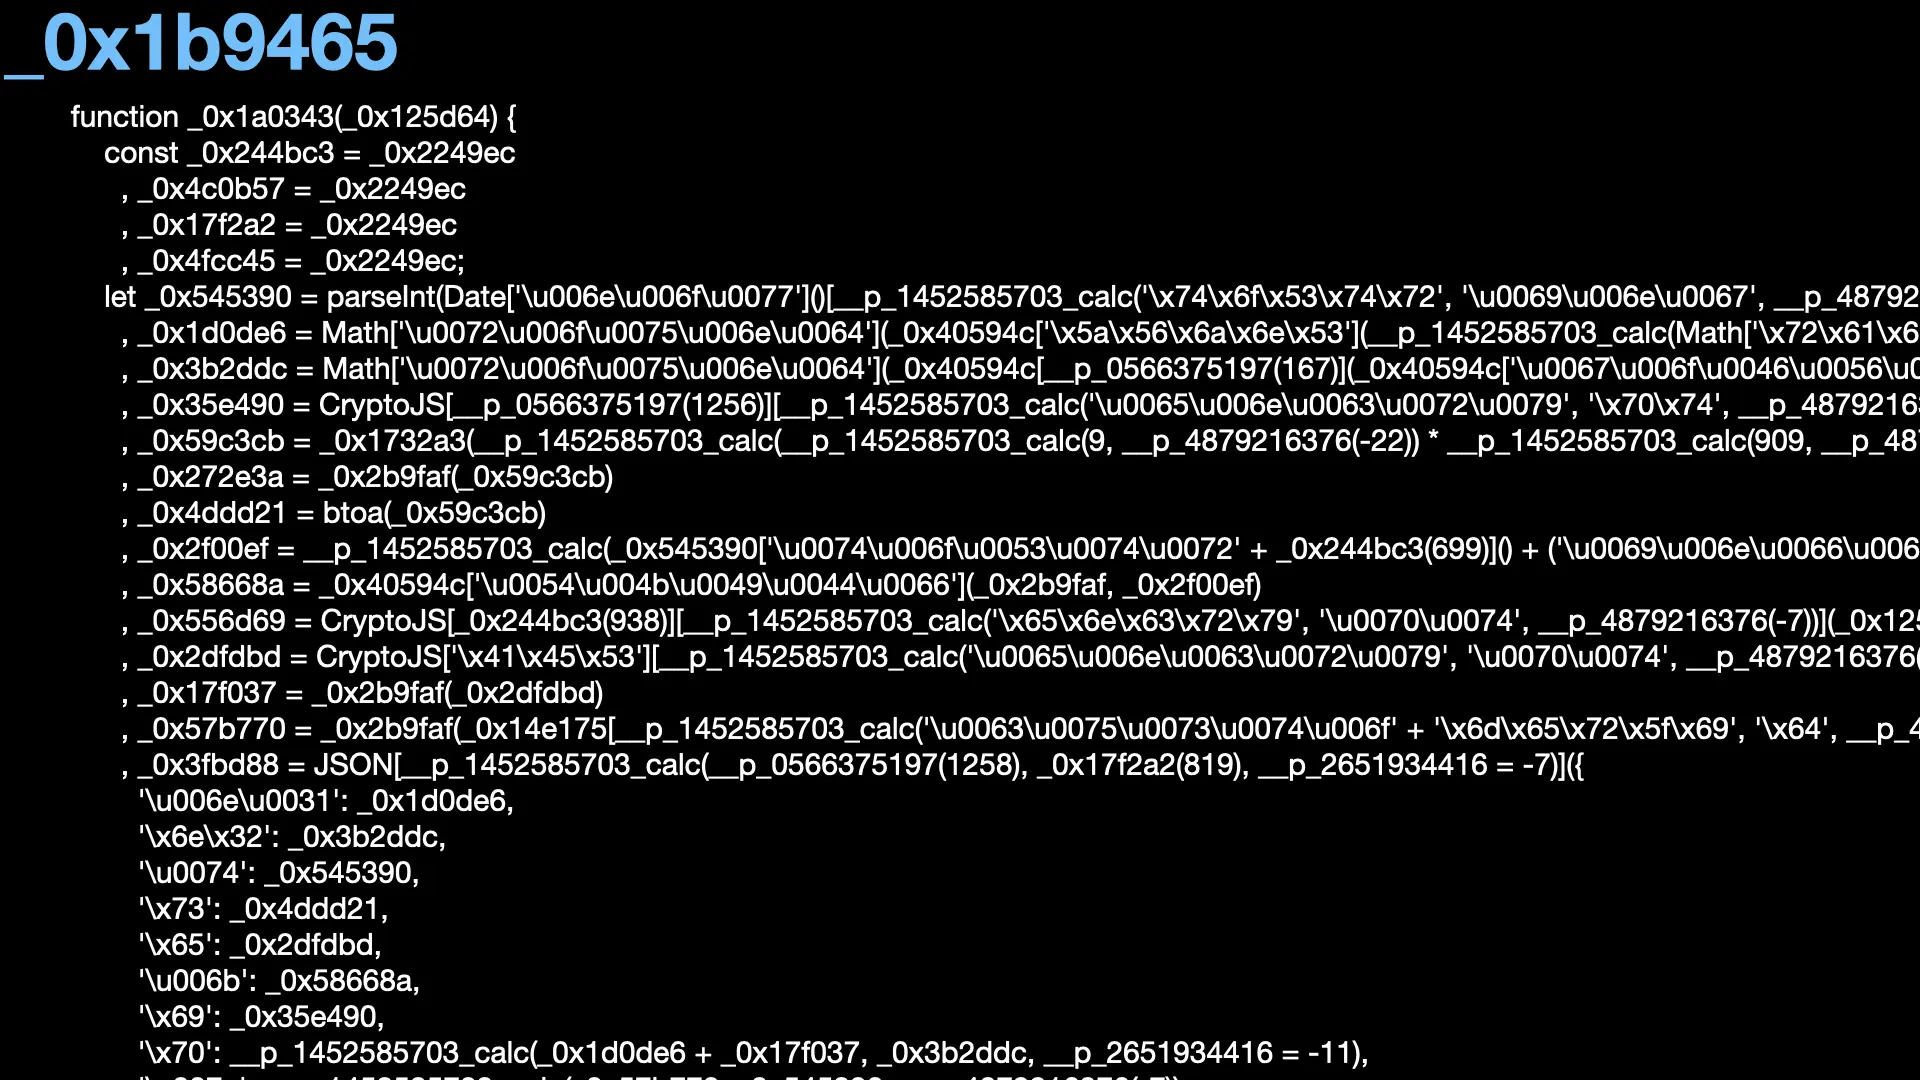 _0x1b9465
function _0x1a0343(_0x125d64) {
const _0x244bc3 = _0x2249ec
, _0x4c0b57 = _0x2249ec
, _0x17f2a2 = _0x2249ec
, _0x4fcc45 = _0x2249ec;
let _0x545390 = parseInt(Date['\u006e\u006f\u0077']()[__p_1452585703_calc('\x74\x6f\x53\x74\x72', '\u0069\u006e\u0067', __p_48792
, _0x1d0de6 = Math['\u0072\u006f\u0075\u006e\u0064'](_0x40594c['\x5a\x56\x6a\x6e\x53'](__p_1452585703_calc(Math['\x72\x61\x6
, _0x3b2ddc = Math['\u0072\u006f\u0075\u006e\u0064'](_0x40594c[__p_0566375197(167)](_0x40594c['\u0067\u006f\u0046\u0056\u0
, _0x35e490 = CryptoJS[__p_0566375197(1256)][__p_1452585703_calc('\u0065\u006e\u0063\u0072\u0079', '\x70\x74', __p_4879216
, _0x59c3cb = _0x1732a3(__p_1452585703_calc(__p_1452585703_calc(9, __p_4879216376(-22)) * __p_1452585703_calc(909, __p_48
, _0x272e3a = _0x2b9faf(_0x59c3cb)
, _0x4ddd21 = btoa(_0x59c3cb)
, _0x2f00ef = __p_1452585703_calc(_0x545390['\u0074\u006f\u0053\u0074\u0072' + _0x244bc3(699)]() + ('\u0069\u006e\u0066\u006
, _0x58668a = _0x40594c['\u0054\u004b\u0049\u0044\u0066'](_0x2b9faf, _0x2f00ef)
, _0x556d69 = CryptoJS[_0x244bc3(938)][__p_1452585703_calc('\x65\x6e\x63\x72\x79', '\u0070\u0074', __p_4879216376(-7))](_0x125
, _0x2dfdbd = CryptoJS['\x41\x45\x53'][__p_1452585703_calc('\u0065\u006e\u0063\u0072\u0079', '\u0070\u0074', __p_4879216376(
, _0x17f037 = _0x2b9faf(_0x2dfdbd)
, _0x57b770 = _0x2b9faf(_0x14e175[__p_1452585703_calc('\u0063\u0075\u0073\u0074\u006f' + '\x6d\x65\x72\x5f\x69', '\x64', __p_4
, _0x3fbd88 = JSON[__p_1452585703_calc(__p_0566375197(1258), _0x17f2a2(819), __p_2651934416 = -7)]({
'\u006e\u0031': _0x1d0de6,
'\x6e\x32': _0x3b2ddc,
'\u0074': _0x545390,
'\x73': _0x4ddd21,
'\x65': _0x2dfdbd,
'\u006b': _0x58668a,
'\x69': _0x35e490,
'\x70': __p_1452585703_calc(_0x1d0de6 + _0x17f037, _0x3b2ddc, __p_2651934416 = -11),